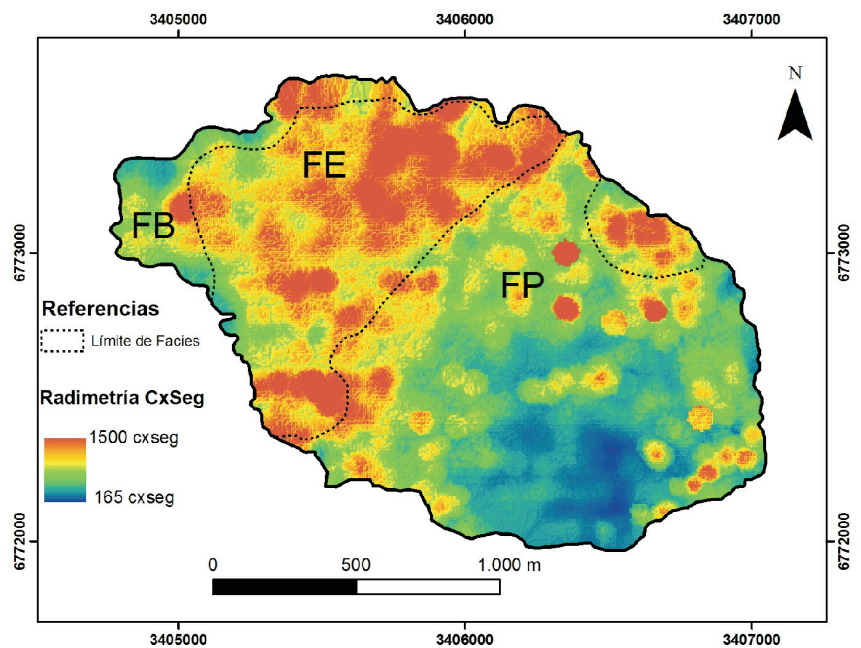 3405000 3406000 3407000
N
FE
FB
FP
6773000 6773000
Referencias
Límite de Facies
Radimetría CxSeg
1500 cxseg
165 cxseg
6772000 6772000
0 500 1.000 m
3405000 3406000 3407000